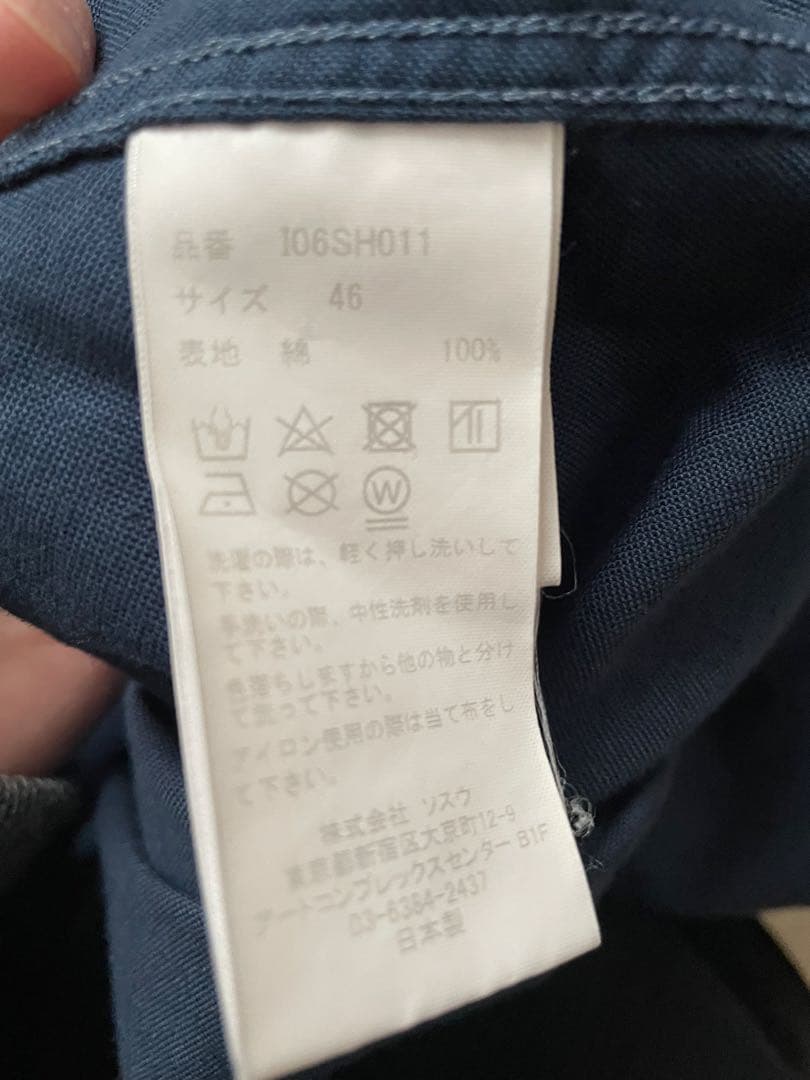 品番 I06SH011
サイズ 46
表地 綿 100%
W
洗濯の際は、軽く押し洗いして
下さい。
手洗いの際、中性洗剤を使用し
て下さい。
色落ちしますから他の物と分け
て洗って下さい。
アイロン使用の際は当て布をし
て下さい。
株式会社 ソスウ
東京都新宿区大京町12-9
アートコンプレックスセンター B1F
03-6384-2437
日本製